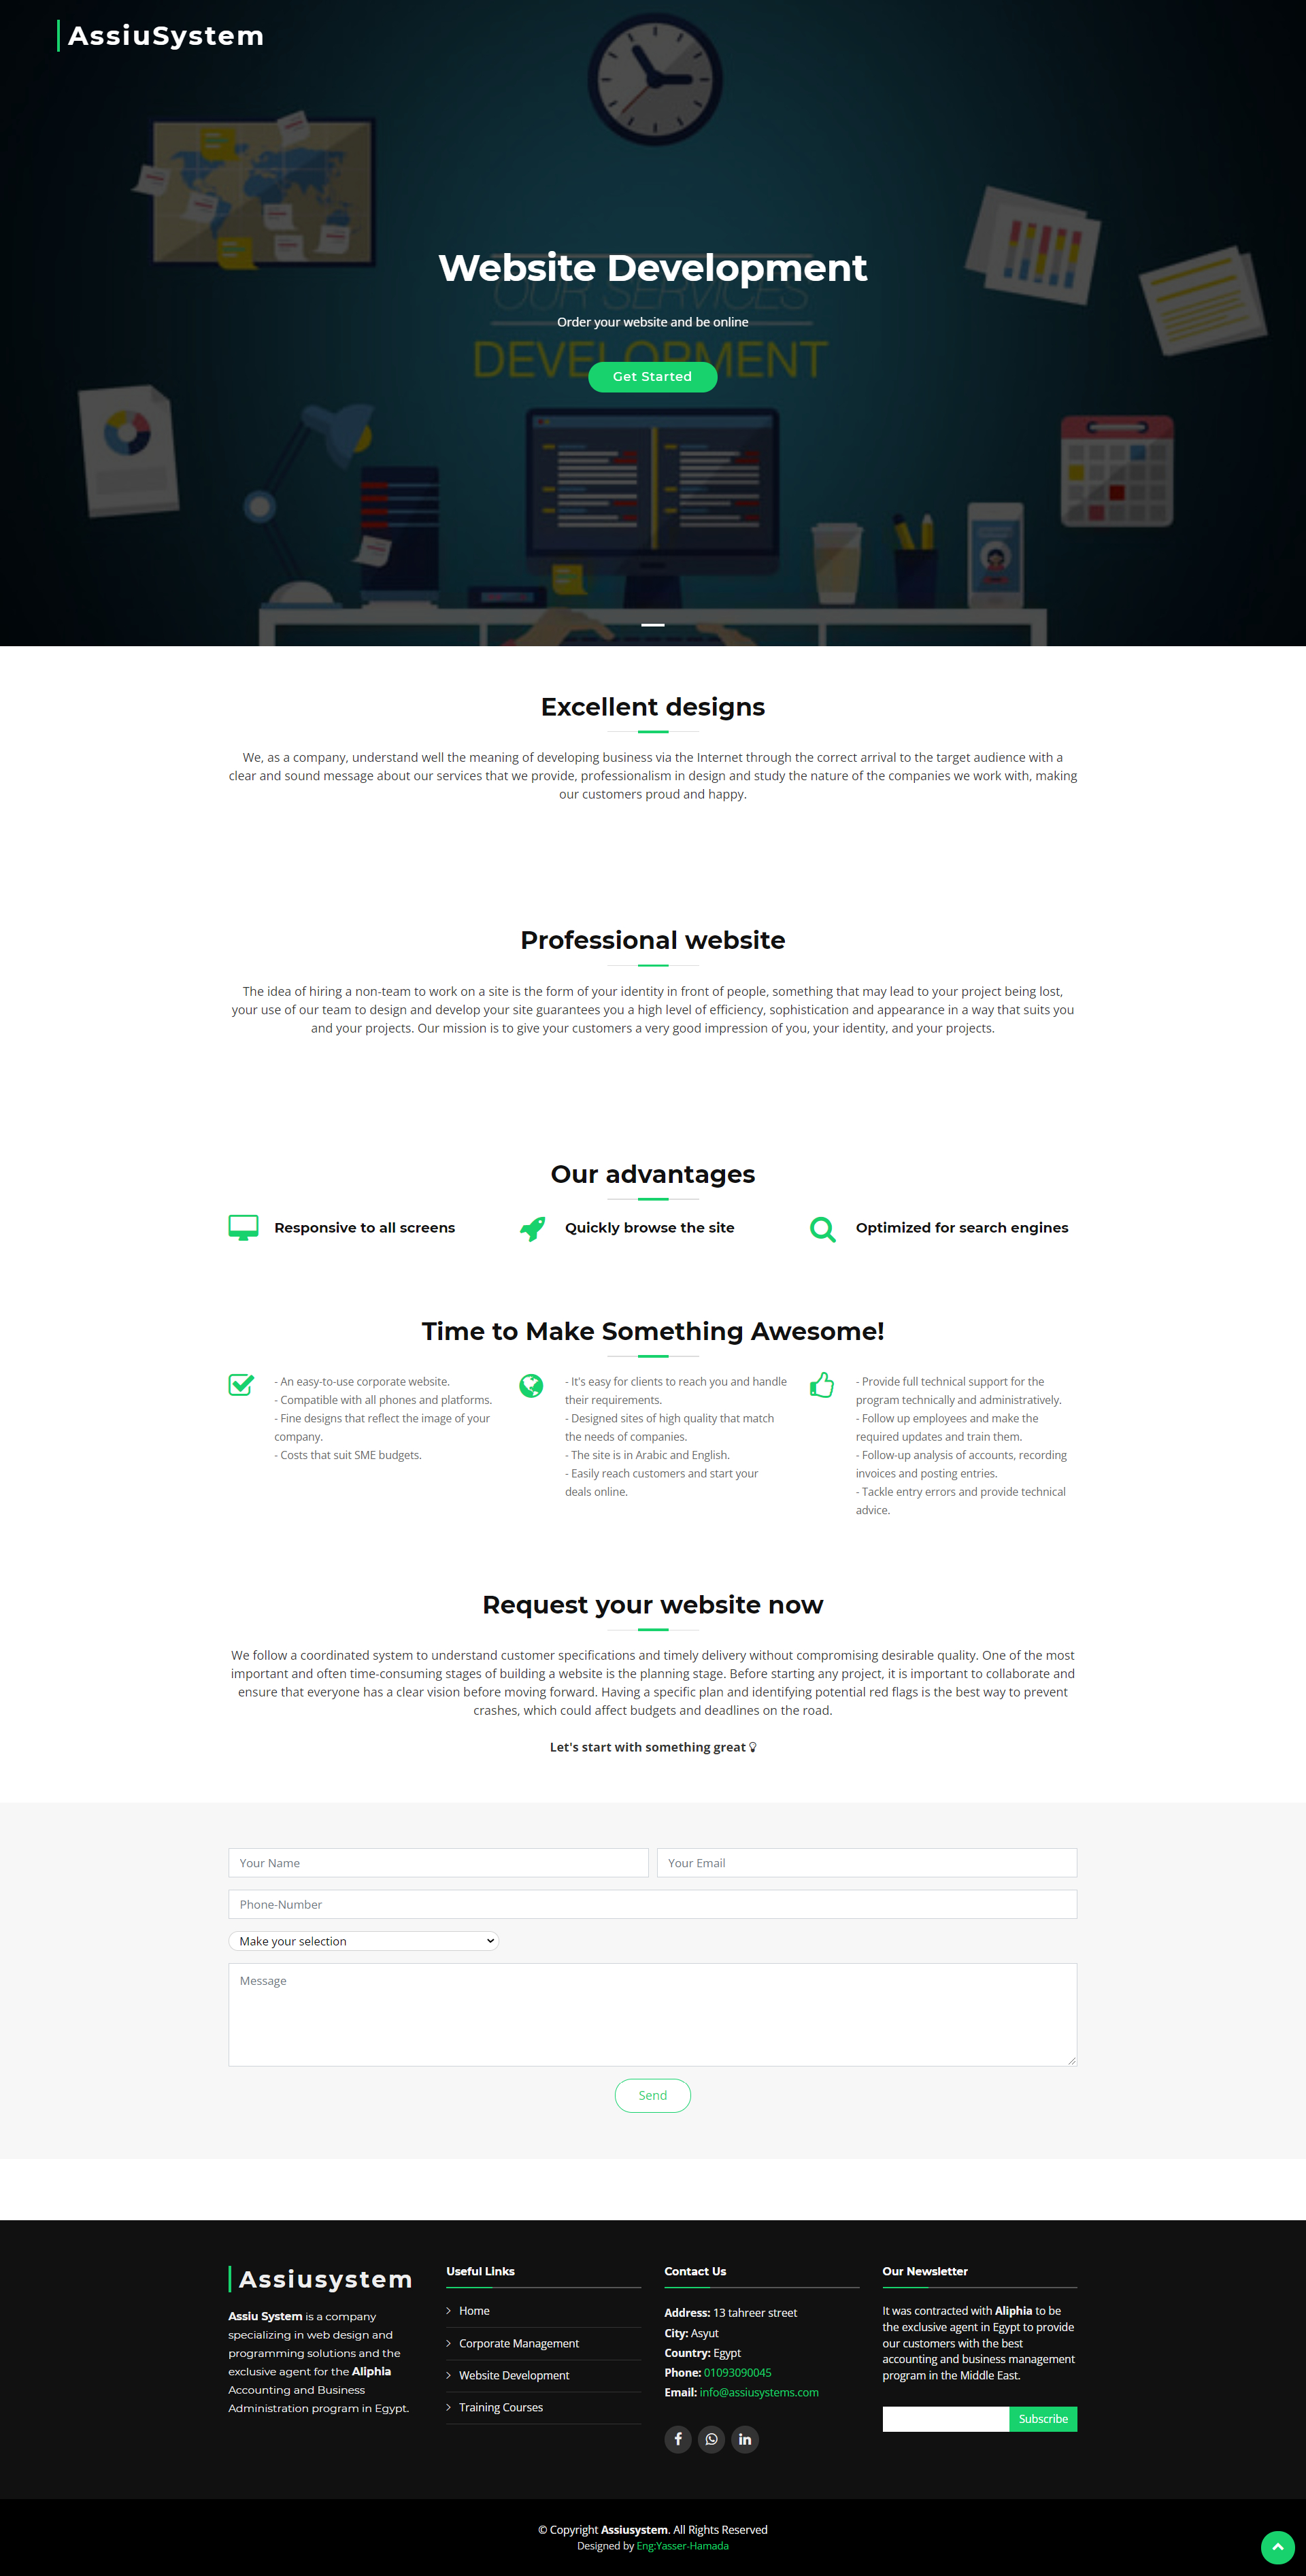 AssiuSystem
OUR SERVICES
Website Development
Order your website and be online
DEVELOPMENT
Get Started
Excellent designs
We, as a company, understand well the meaning of developing business via the Internet through the correct arrival to the target audience with a
clear and sound message about our services that we provide, professionalism in design and study the nature of the companies we work with, making
our customers proud and happy.
Professional website
The idea of hiring a non-team to work on a site is the form of your identity in front of people, something that may lead to your project being lost,
your use of our team to design and develop your site guarantees you a high level of efficiency, sophistication and appearance in a way that suits you
and your projects. Our mission is to give your customers a very good impression of you, your identity, and your projects.
Our advantages
Responsive to all screens
Quickly browse the site
Optimized for search engines
Time to Make Something Awesome!
- An easy-to-use corporate website.
- Compatible with all phones and platforms.
- Fine designs that reflect the image of your
company.
- Costs that suit SME budgets.
- It's easy for clients to reach you and handle
their requirements.
- Designed sites of high quality that match
the needs of companies.
- The site is in Arabic and English.
- Easily reach customers and start your
deals online.
- Provide full technical support for the
program technically and administratively.
- Follow up employees and make the
required updates and train them.
- Follow-up analysis of accounts, recording
invoices and posting entries.
- Tackle entry errors and provide technical
advice.
Request your website now
We follow a coordinated system to understand customer specifications and timely delivery without compromising desirable quality. One of the most
important and often time-consuming stages of building a website is the planning stage. Before starting any project, it is important to collaborate and
ensure that everyone has a clear vision before moving forward. Having a specific plan and identifying potential red flags is the best way to prevent
crashes, which could affect budgets and deadlines on the road.
Let's start with something great
Your Name
Your Email
Phone-Number
Make your selection
Message
Send
Assiusystem
Assiu System is a company
specializing in web design and
programming solutions and the
exclusive agent for the Aliphia
Accounting and Business
Administration program in Egypt.
Useful Links
Home
Corporate Management
Website Development
Training Courses
Contact Us
Address: 13 tahreer street
City: Asyut
Country: Egypt
Phone: 01093090045
Email: info@assiusystems.com
Our Newsletter
It was contracted with Aliphia to be
the exclusive agent in Egypt to provide
our customers with the best
accounting and business management
program in the Middle East.
Subscribe
© Copyright Assiusystem. All Rights Reserved
Designed by Eng:Yasser-Hamada